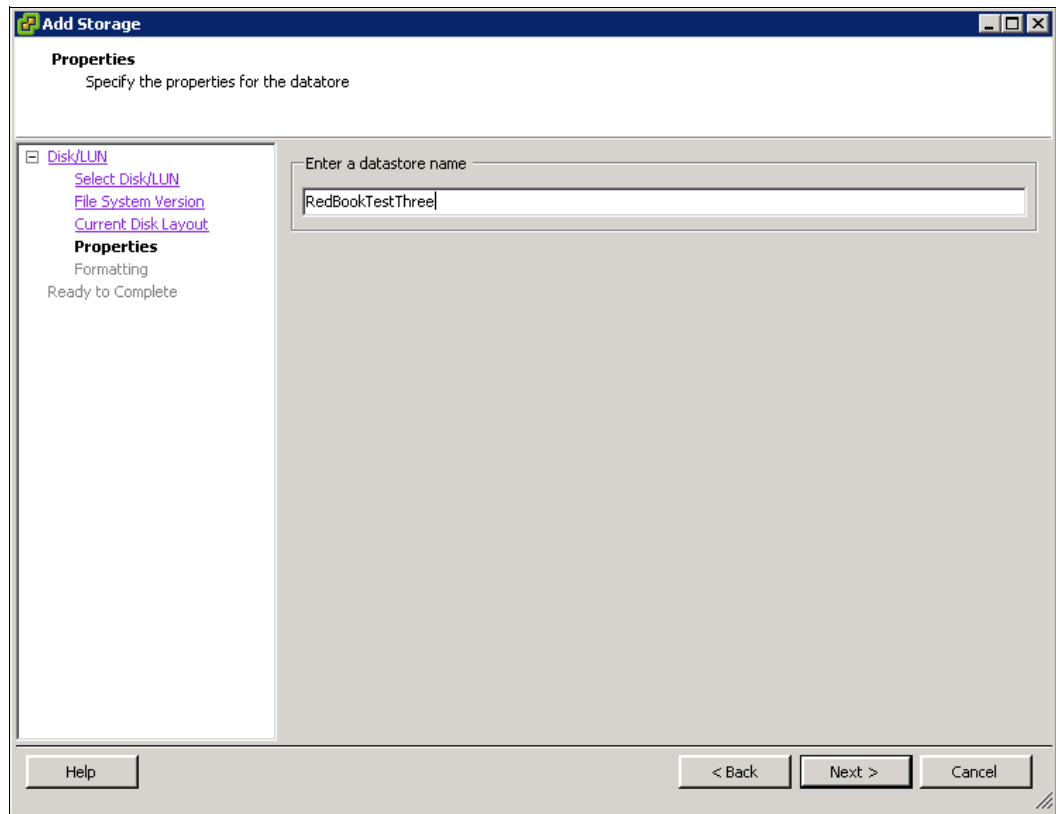 Add Storage
Properties
Specify the properties for the datatore
Disk/LUN
Select Disk/LUN
File System Version
Current Disk Layout
Properties
Formatting
Ready to Complete
Enter a datastore name
RedBookTestThree
Help
< Back
Next >
Cancel